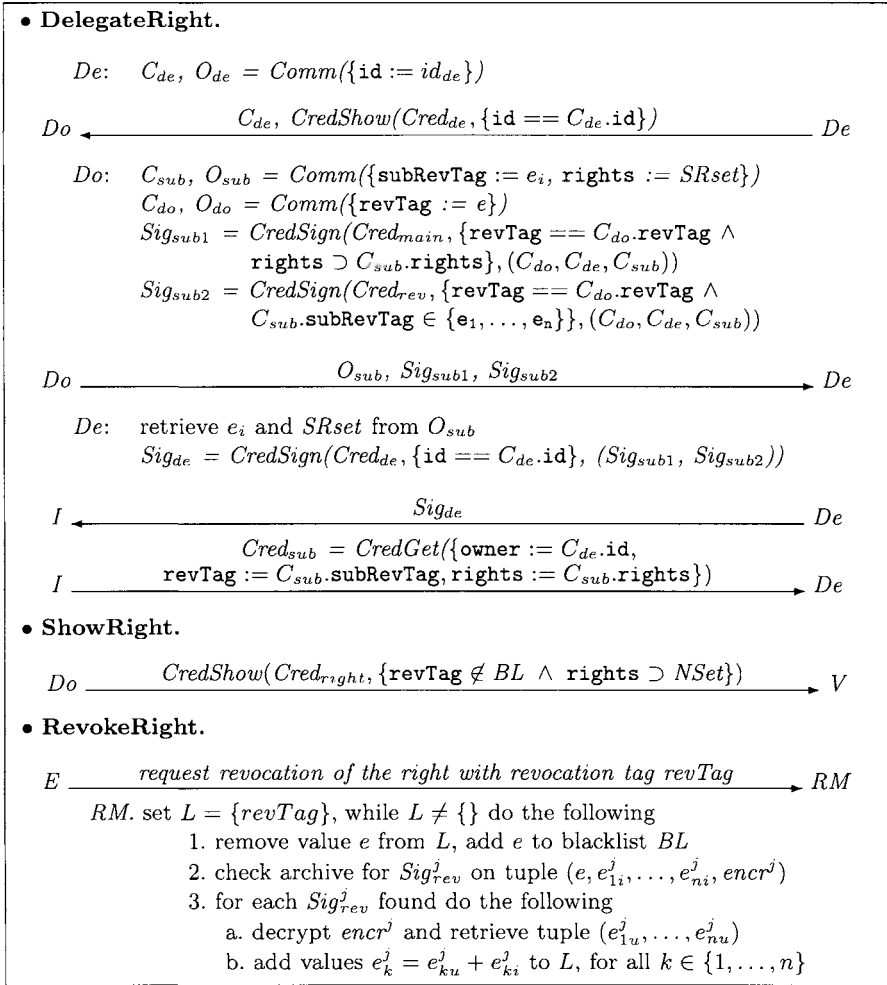 • DelegateRight.
De: C_de, O_de = Comm({id := id_de})
C_de, CredShow(Cred_de, {id == C_de.id})
Do De
Do: C_sub, O_sub = Comm({subRevTag := e_i, rights := SRset})
C_do, O_do = Comm({revTag := e})
Sig_sub1 = CredSign(Cred_main, {revTag == C_do.revTag ∧
rights ⊃ C_sub.rights}, (C_do, C_de, C_sub))
Sig_sub2 = CredSign(Cred_rev, {revTag == C_do.revTag ∧
C_sub.subRevTag ∈ {e_1, . . . , e_n}}, (C_do, C_de, C_sub))
O_sub, Sig_sub1, Sig_sub2
Do De
De: retrieve e_i and SRset from O_sub
Sig_de = CredSign(Cred_de, {id == C_de.id}, (Sig_sub1, Sig_sub2))
Sig_de
I De
Cred_sub = CredGet({owner := C_de.id,
revTag := C_sub.subRevTag, rights := C_sub.rights})
I De
• ShowRight.
CredShow(Cred_right, {revTag ∉ BL ∧ rights ⊃ NSet})
Do V
• RevokeRight.
request revocation of the right with revocation tag revTag
E RM
RM. set L = {revTag}, while L ≠ {} do the following
1. remove value e from L, add e to blacklist BL
2. check archive for Sig^j_rev on tuple (e, e^j_1i, . . . , e^j_ni, encr^j)
3. for each Sig^j_rev found do the following
a. decrypt encr^j and retrieve tuple (e^j_1u, . . . , e^j_nu)
b. add values e^j_k = e^j_ku + e^j_ki to L, for all k ∈ {1, . . . , n}